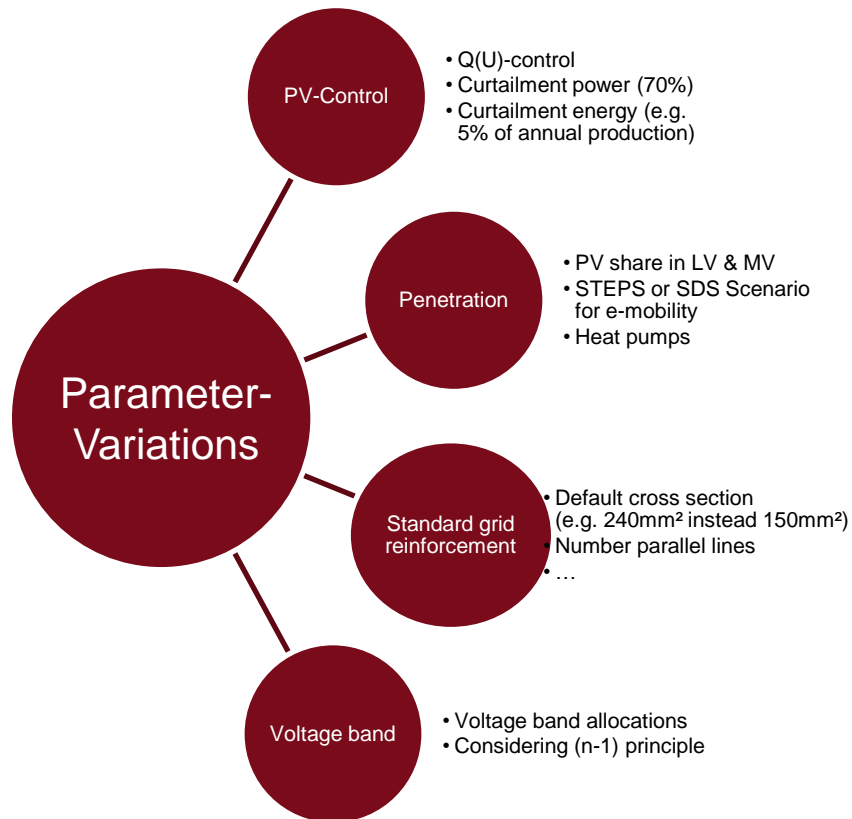 PV-Control
• Q(U)-control
• Curtailment power (70%)
• Curtailment energy (e.g.
5% of annual production)
Penetration
• PV share in LV & MV
• STEPS or SDS Scenario
for e-mobility
• Heat pumps
Parameter-
Variations
Standard grid
reinforcement
• Default cross section
(e.g. 240mm² instead 150mm²)
• Number parallel lines
• …
Voltage band
• Voltage band allocations
• Considering (n-1) principle